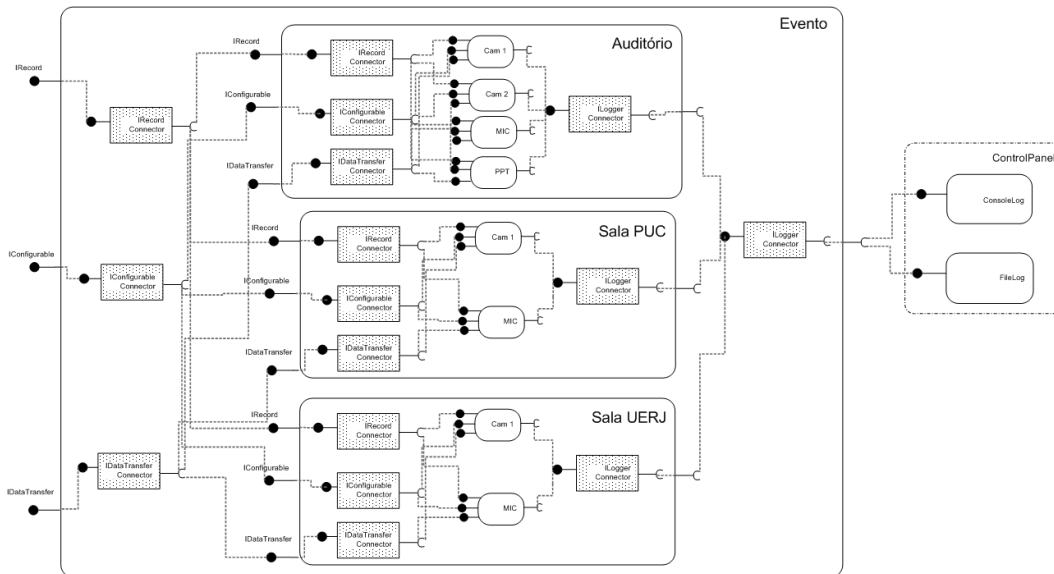 Evento
IRecord
IConfigurable
IDataTransfer
IRecord
Connector
IConfigurable
Connector
IDataTransfer
Connector
IRecord
IConfigurable
IDataTransfer
Auditório
IRecord
Connector
IConfigurable
Connector
IDataTransfer
Connector
Cam 1
Cam 2
MIC
PPT
ILogger
Connector
IRecord
IConfigurable
IDataTransfer
Sala PUC
IRecord
Connector
IConfigurable
Connector
IDataTransfer
Connector
Cam 1
MIC
ILogger
Connector
IRecord
IConfigurable
IDataTransfer
Sala UERJ
IRecord
Connector
IConfigurable
Connector
IDataTransfer
Connector
Cam 1
MIC
ILogger
Connector
ILogger
Connector
ControlPanel
ConsoleLog
FileLog